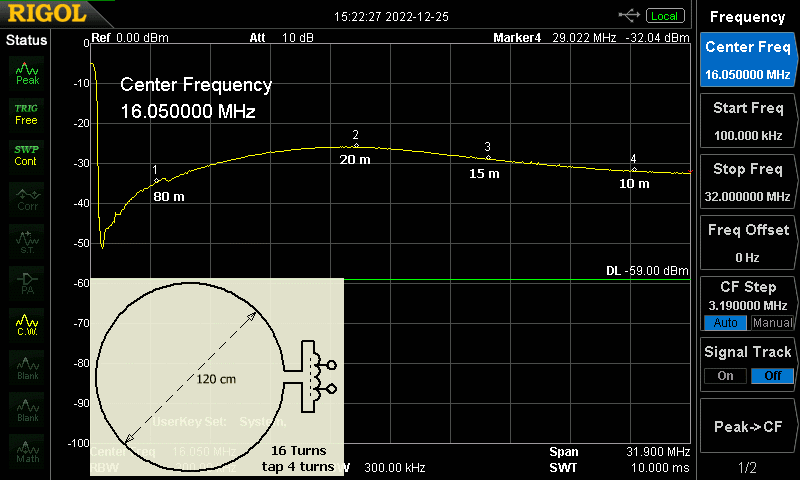 RIGOL
15:22:27 2022-12-25
Local
Status
Ref 0.00 dBm
Att 10 dB
Marker4 29.022 MHz -32.04 dBm
Peak
TRIG
Free
SWP
Cont
Corr
S.T
PA
C.W.
Blank
Blank
Math
0
-10
-20
-30
-40
-50
-60
-70
-80
-90
-100
Center Frequency
16.050000 MHz
1
80 m
2
20 m
3
15 m
4
10 m
DL -59.00 dBm
120 cm
UserKey Set: System,
16 Turns
tap 4 turns
Center Freq 16.050 MHz
Span 31.900 MHz
RBW
W 300.00 kHz
SWT 10.000 ms
Frequency
Center Freq
16.050000 MHz
Start Freq
100.000 kHz
Stop Freq
32.000000 MHz
Freq Offset
0 Hz
CF Step
3.190000 MHz
Auto Manual
Signal Track
On Off
Peak->CF
1/2